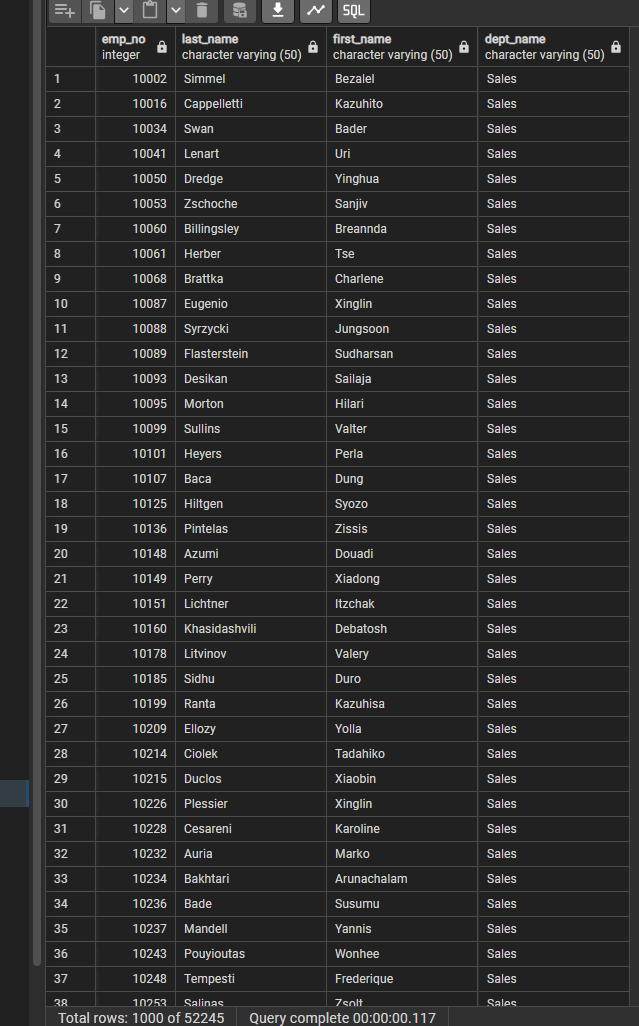 SQL
emp_no last_name first_name dept_name
integer character varying (50) character varying (50) character varying (50)
1 10002 Simmel Bezalel Sales
2 10016 Cappelletti Kazuhito Sales
3 10034 Swan Bader Sales
4 10041 Lenart Uri Sales
5 10050 Dredge Yinghua Sales
6 10053 Zschoche Sanjiv Sales
7 10060 Billingsley Breannda Sales
8 10061 Herber Tse Sales
9 10068 Brattka Charlene Sales
10 10087 Eugenio Xinglin Sales
11 10088 Syrzycki Jungsoon Sales
12 10089 Flasterstein Sudharsan Sales
13 10093 Desikan Sailaja Sales
14 10095 Morton Hilari Sales
15 10099 Sullins Valter Sales
16 10101 Heyers Perla Sales
17 10107 Baca Dung Sales
18 10125 Hiltgen Syozo Sales
19 10136 Pintelas Zissis Sales
20 10148 Azumi Douadi Sales
21 10149 Perry Xiadong Sales
22 10151 Lichtner Itzchak Sales
23 10160 Khasidashvili Debatosh Sales
24 10178 Litvinov Valery Sales
25 10185 Sidhu Duro Sales
26 10199 Ranta Kazuhisa Sales
27 10209 Ellozy Yolla Sales
28 10214 Ciolek Tadahiko Sales
29 10215 Duclos Xiaobin Sales
30 10226 Plessier Xinglin Sales
31 10228 Cesareni Karoline Sales
32 10232 Auria Marko Sales
33 10234 Bakhtari Arunachalam Sales
34 10236 Bade Susumu Sales
35 10237 Mandell Yannis Sales
36 10243 Pouyioutas Wonhee Sales
37 10248 Tempesti Frederique Sales
38 10253 Salinas Zsolt Sales
Total rows: 1000 of 52245 Query complete 00:00:00.117